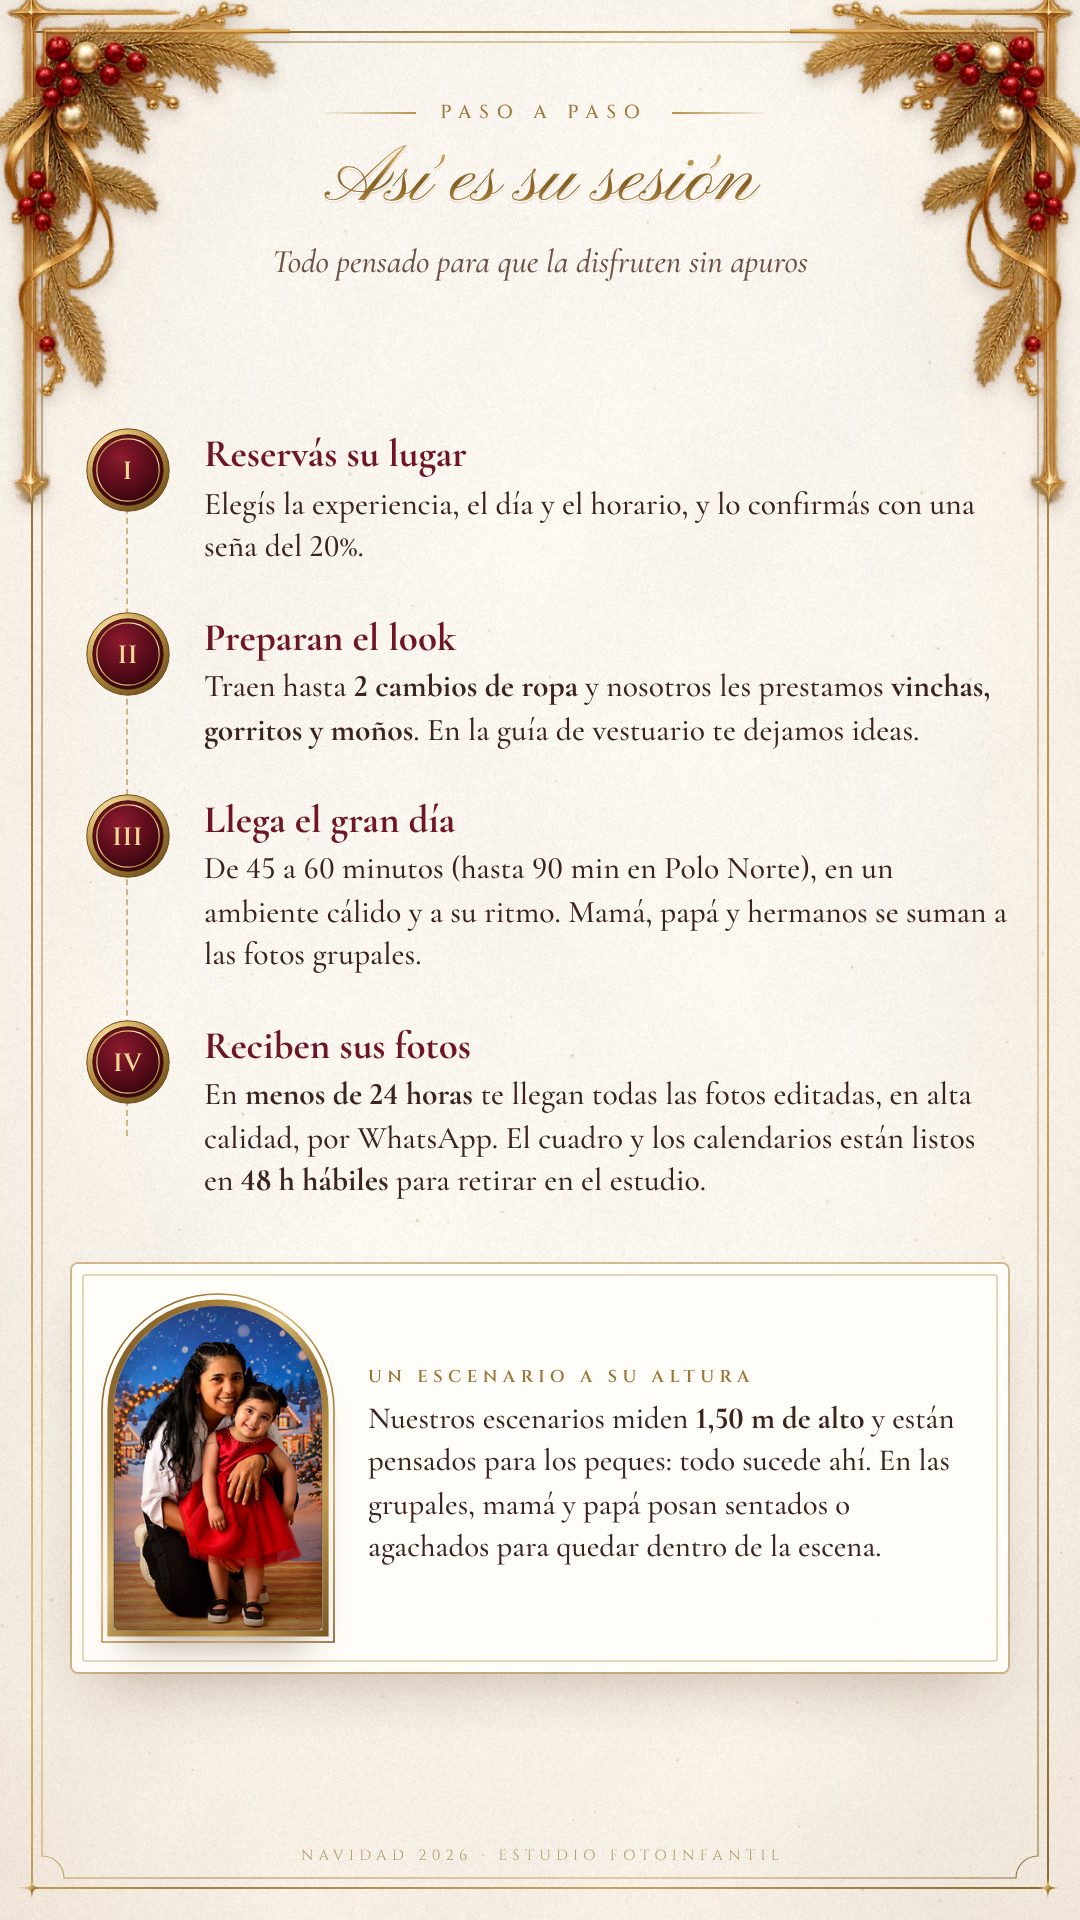 PASO A PASO
Así es su sesión
Todo pensado para que la disfruten sin apuros
I
Reservás su lugar
Elegís la experiencia, el día y el horario, y lo confirmás con una
seña del 20%.
II
Preparan el look
Traen hasta 2 cambios de ropa y nosotros les prestamos vinchas,
gorritos y moños. En la guía de vestuario te dejamos ideas.
III
Llega el gran día
De 45 a 60 minutos (hasta 90 min en Polo Norte), en un
ambiente cálido y a su ritmo. Mamá, papá y hermanos se suman a
las fotos grupales.
IV
Reciben sus fotos
En menos de 24 horas te llegan todas las fotos editadas, en alta
calidad, por WhatsApp. El cuadro y los calendarios están listos
en 48 h hábiles para retirar en el estudio.
UN ESCENARIO A SU ALTURA
Nuestros escenarios miden 1,50 m de alto y están
pensados para los peques: todo sucede ahí. En las
grupales, mamá y papá posan sentados o
agachados para quedar dentro de la escena.
NAVIDAD 2026 · ESTUDIO FOTOINFANTIL